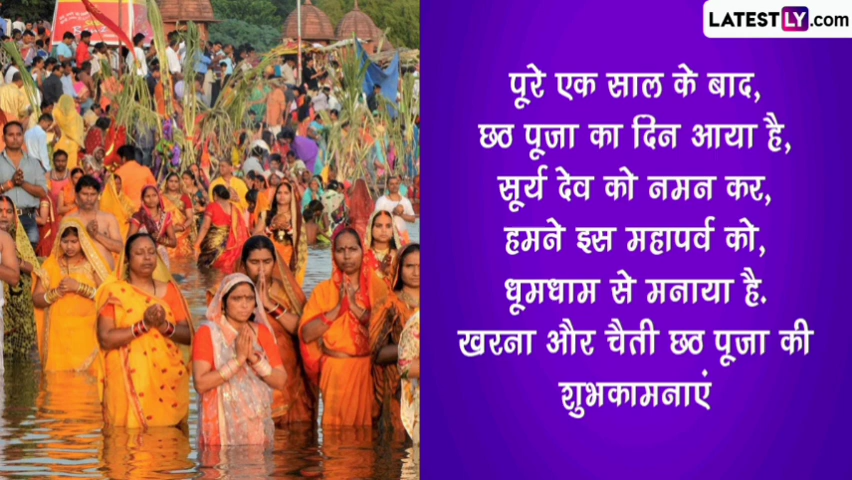 LATESTLY.com
पूरे एक साल के बाद,
छठ पूजा का दिन आया है,
सूर्य देव को नमन कर,
हमने इस महापर्व को,
धूमधाम से मनाया है.
खरना और चैती छठ पूजा की
शुभकामनाएं